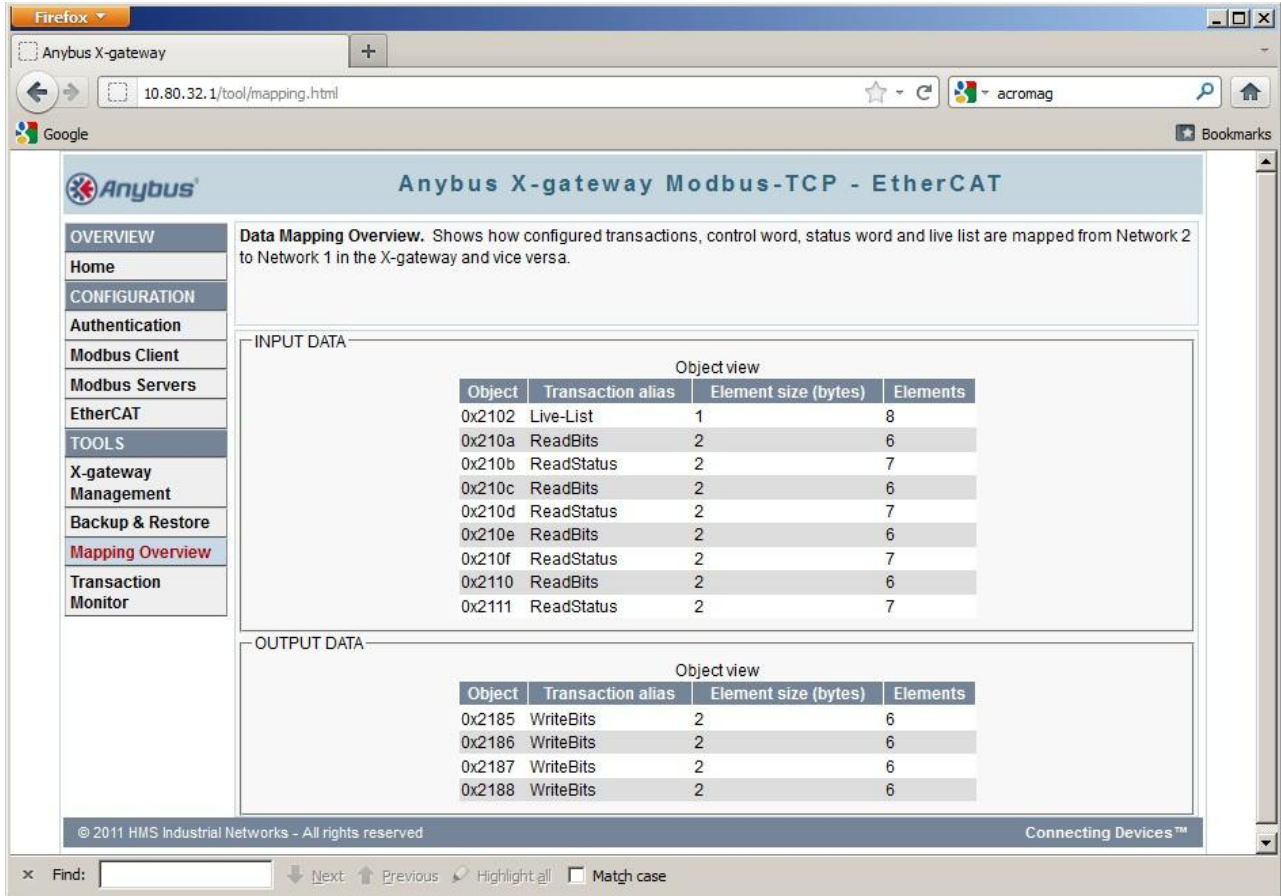 Firefox
Anybus X-gateway
10.80.32.1/tool/mapping.html
acromag
Google
Bookmarks
Anybus
Anybus X-gateway Modbus-TCP - EtherCAT
OVERVIEW
Home
CONFIGURATION
Authentication
Modbus Client
Modbus Servers
EtherCAT
TOOLS
X-gateway
Management
Backup & Restore
Mapping Overview
Transaction
Monitor
Data Mapping Overview. Shows how configured transactions, control word, status word and live list are mapped from Network 2
to Network 1 in the X-gateway and vice versa.
INPUT DATA
Object view
Object Transaction alias Element size (bytes) Elements
0x2102 Live-List 1 8
0x210a ReadBits 2 6
0x210b ReadStatus 2 7
0x210c ReadBits 2 6
0x210d ReadStatus 2 7
0x210e ReadBits 2 6
0x210f ReadStatus 2 7
0x2110 ReadBits 2 6
0x2111 ReadStatus 2 7
OUTPUT DATA
Object view
Object Transaction alias Element size (bytes) Elements
0x2185 WriteBits 2 6
0x2186 WriteBits 2 6
0x2187 WriteBits 2 6
0x2188 WriteBits 2 6
© 2011 HMS Industrial Networks - All rights reserved
Connecting Devices™
× Find: Next Previous Highlight all Match case